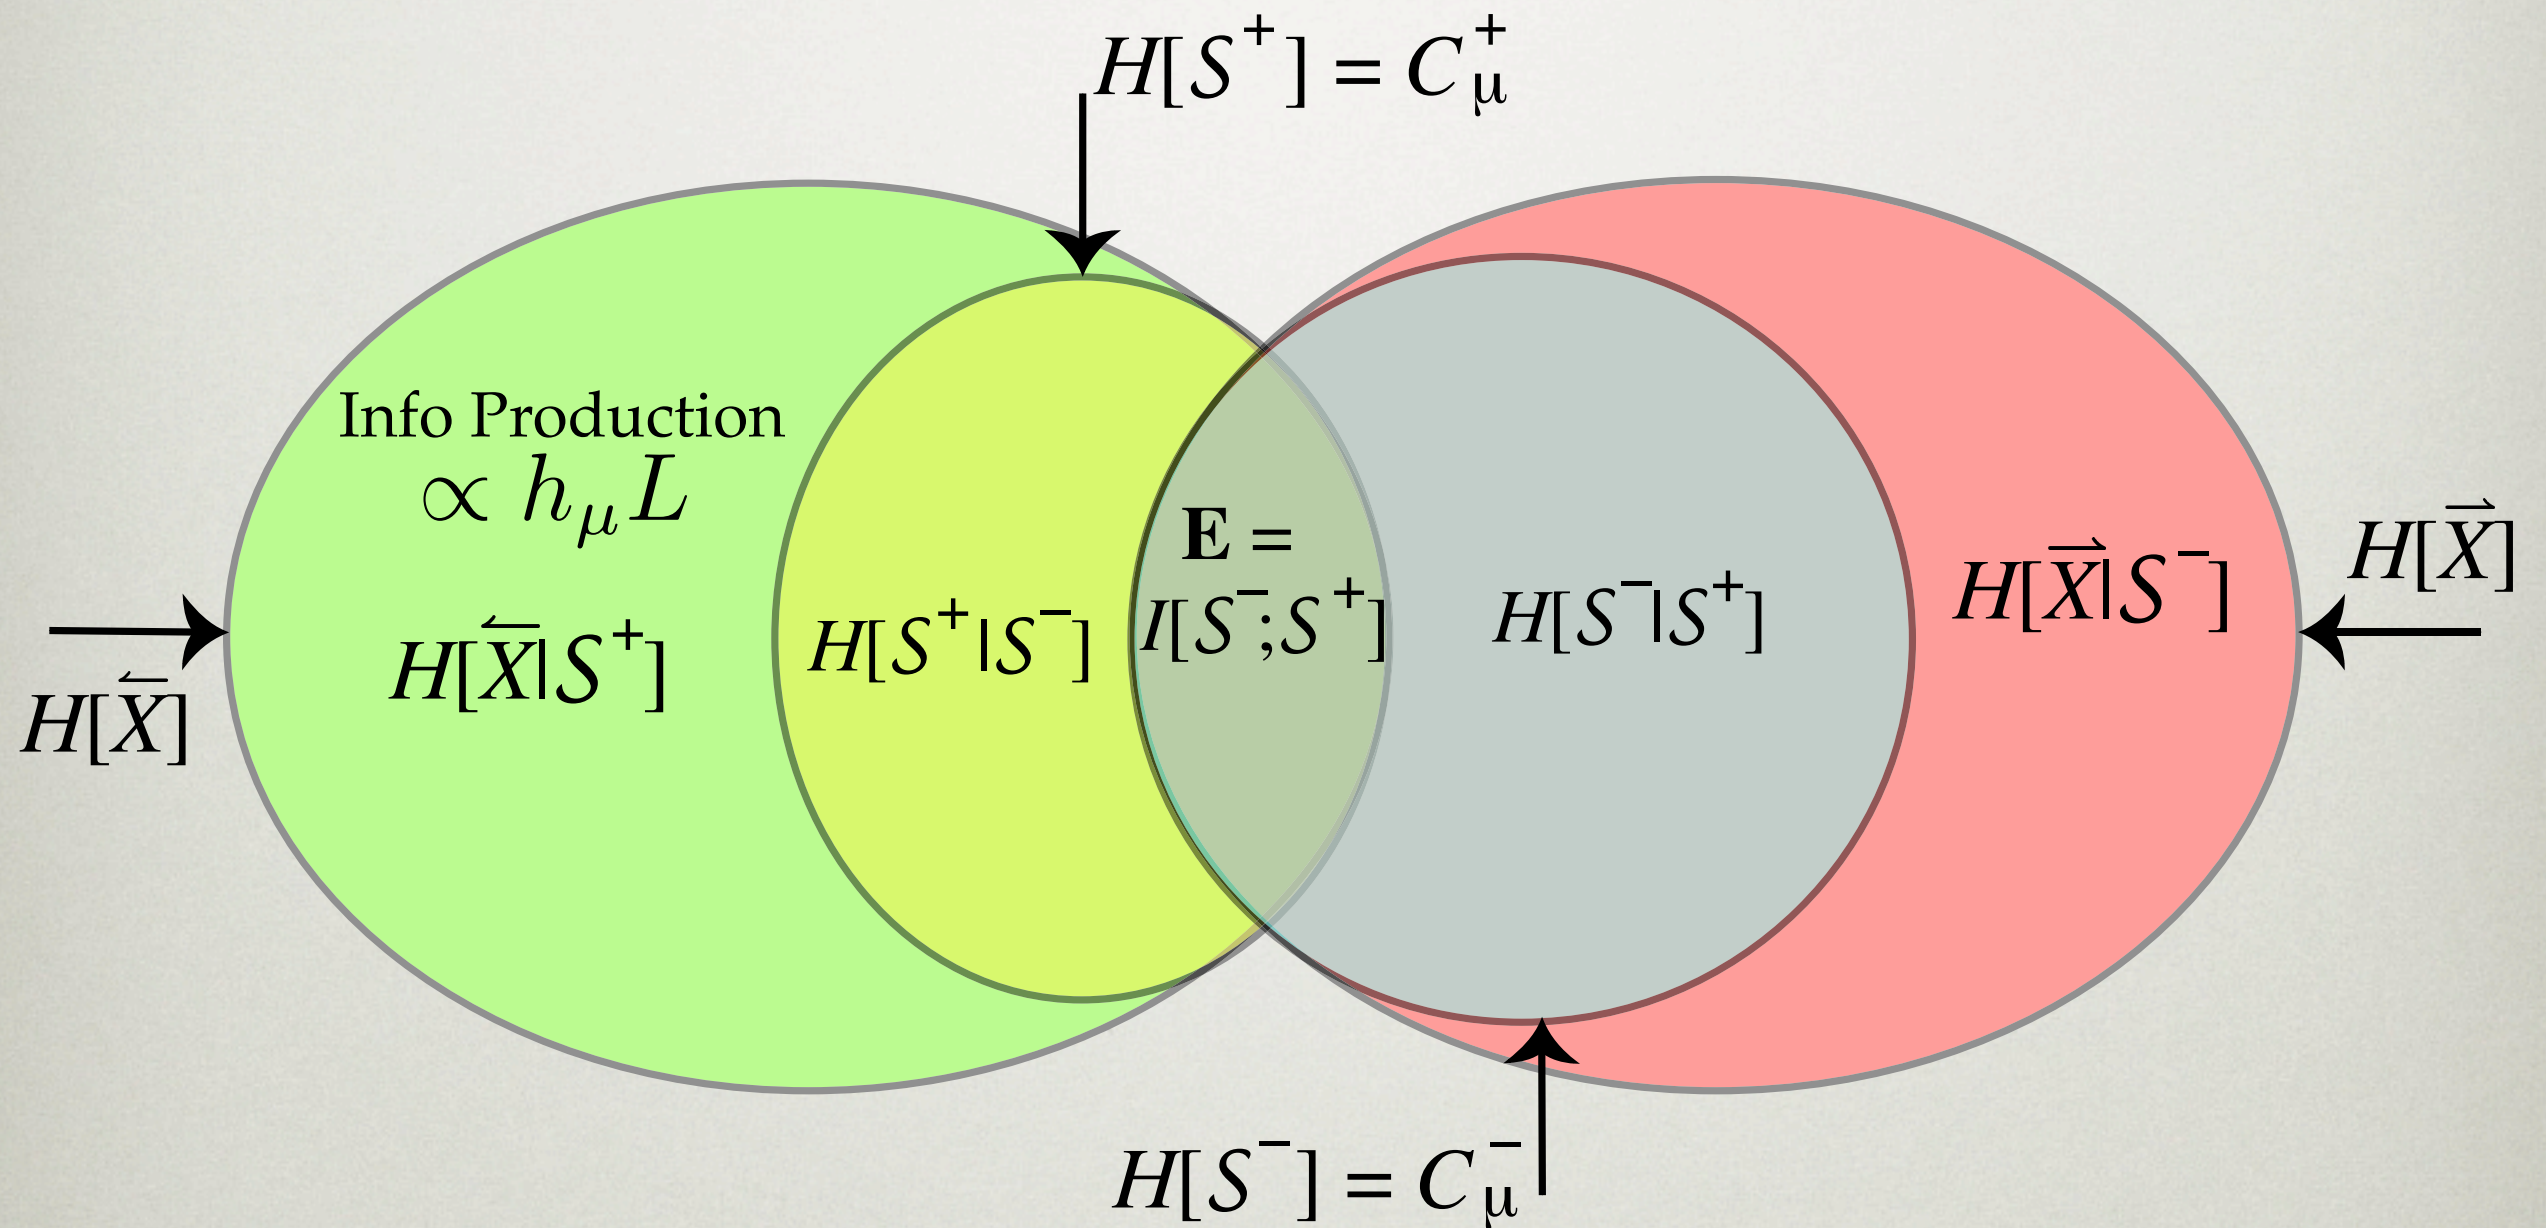 H[S⁺] = C⁺μ
Info Production
∝ hμL
H[X⃖|S⁺]
H[X⃖]
H[S⁺|S⁻]
E =
I[S⁻;S⁺]
H[S⁻|S⁺]
H[X⃗|S⁻]
H[X⃗]
H[S⁻] = C⁻μ